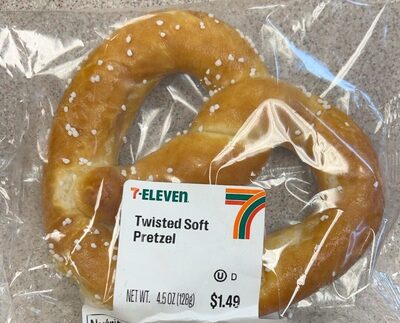 7-ELEVEN.
Twisted Soft
Pretzel
U D
NET WT. 4.5 OZ (128g) $1.49